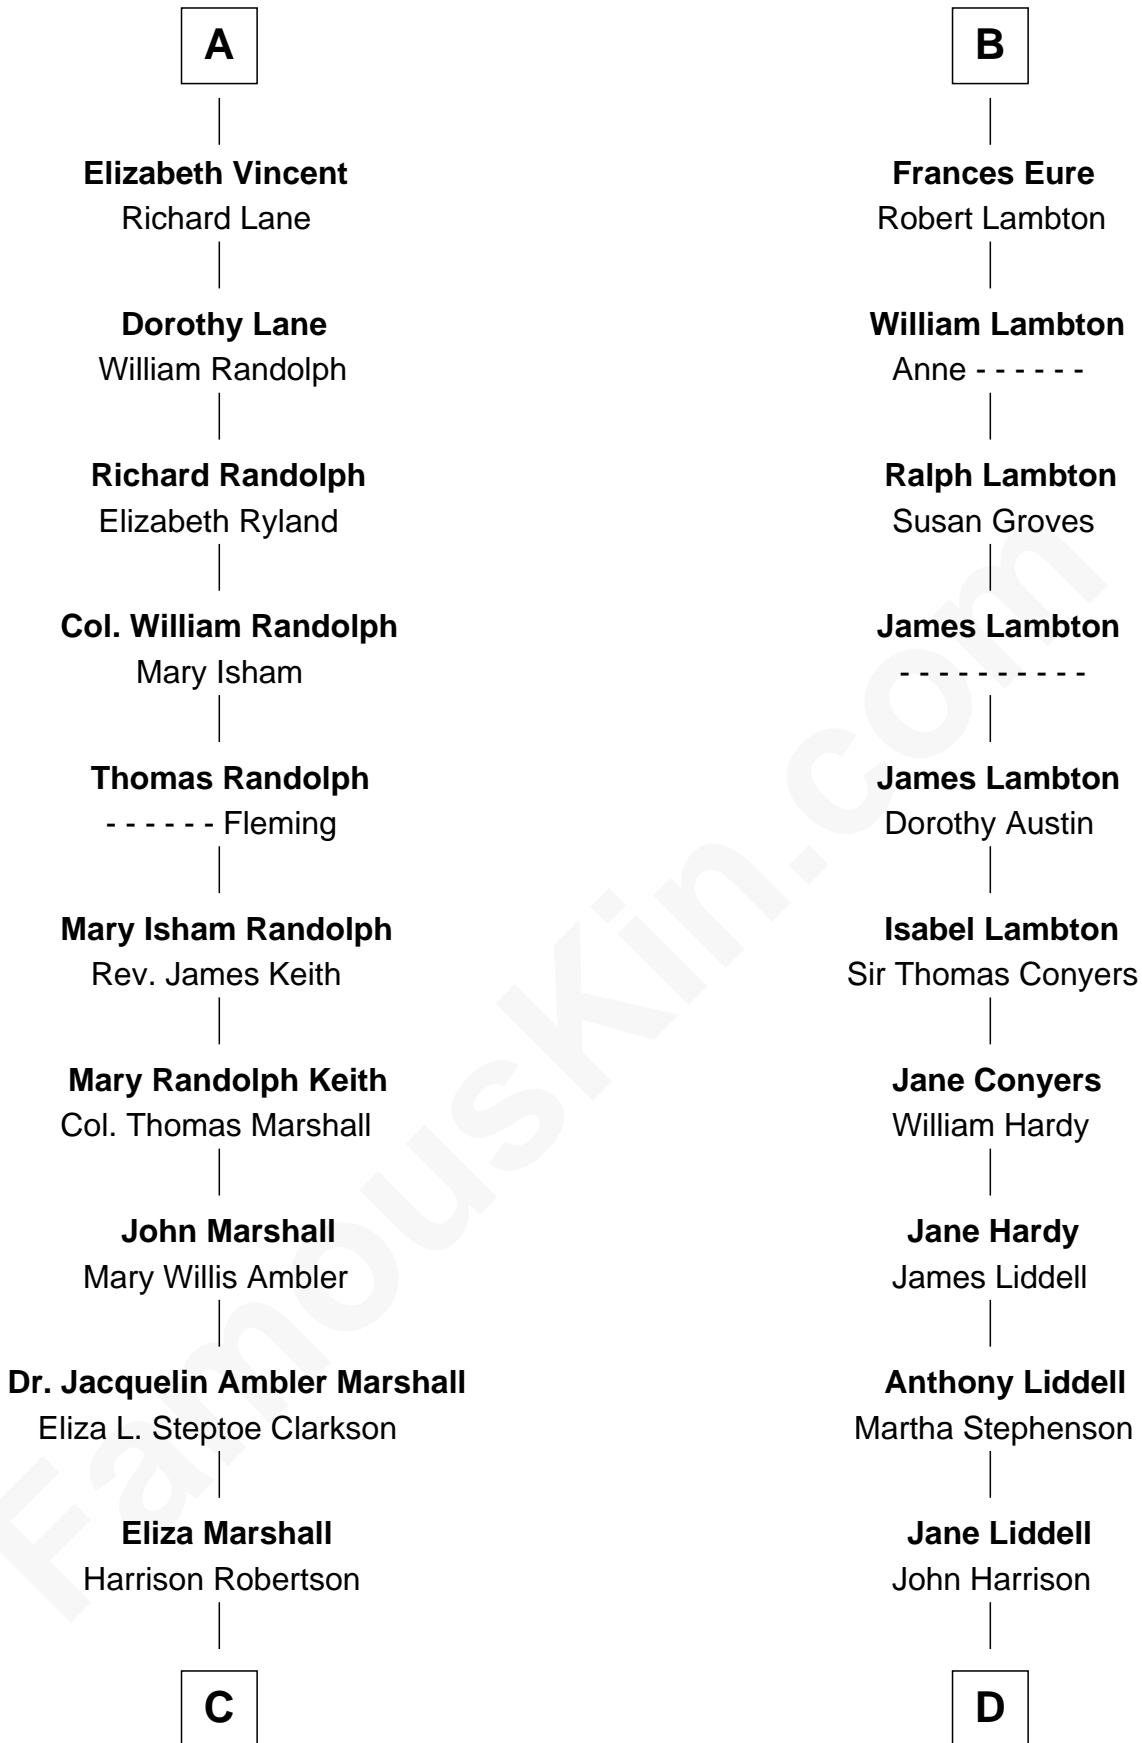 A
Elizabeth Vincent
Richard Lane
Dorothy Lane
William Randolph
Richard Randolph
Elizabeth Ryland
Col. William Randolph
Mary Isham
Thomas Randolph
- - - - - - Fleming
Mary Isham Randolph
Rev. James Keith
Mary Randolph Keith
Col. Thomas Marshall
John Marshall
Mary Willis Ambler
Dr. Jacquelin Ambler Marshall
Eliza L. Steptoe Clarkson
Eliza Marshall
Harrison Robertson
C
B
Frances Eure
Robert Lambton
William Lambton
Anne - - - - - -
Ralph Lambton
Susan Groves
James Lambton
- - - - - - - - - -
James Lambton
Dorothy Austin
Isabel Lambton
Sir Thomas Conyers
Jane Conyers
William Hardy
Jane Hardy
James Liddell
Anthony Liddell
Martha Stephenson
Jane Liddell
John Harrison
D
FamousKin.com